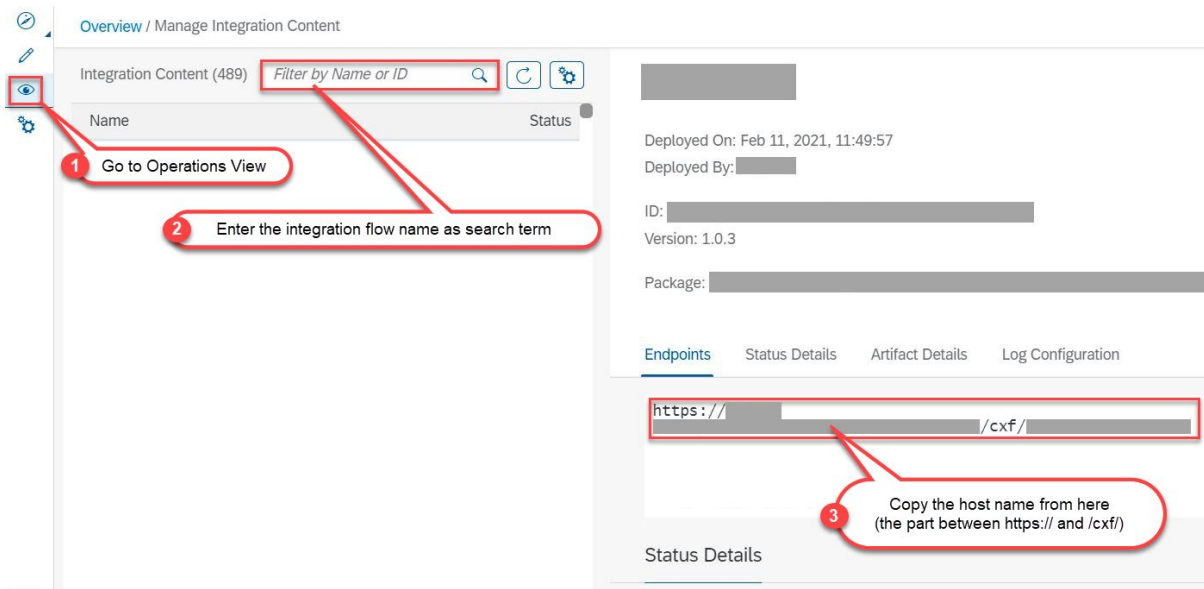 Overview / Manage Integration Content
Integration Content (489) Filter by Name or ID
Name Status
1 Go to Operations View
2 Enter the integration flow name as search term
Deployed On: Feb 11, 2021, 11:49:57
Deployed By:
ID:
Version: 1.0.3
Package:
Endpoints Status Details Artifact Details Log Configuration
https://
/cxf/
3 Copy the host name from here
(the part between https:// and /cxf/)
Status Details